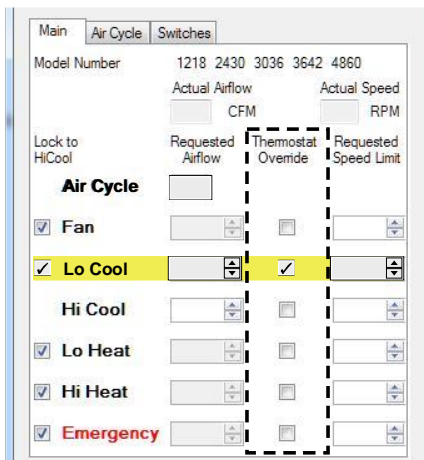 Main Air Cycle Switches
Model Number 1218 2430 3036 3642 4860
Actual Airflow Actual Speed
CFM RPM
Lock to Requested Thermostat Requested
HiCool Airflow Override Speed Limit
Air Cycle
Fan
Lo Cool
Hi Cool
Lo Heat
Hi Heat
Emergency